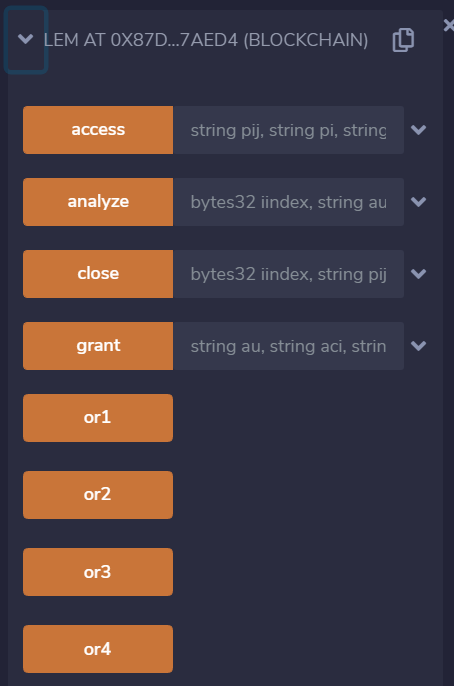 LEM AT 0X87D...7AED4 (BLOCKCHAIN)
access string pij, string pi, string
analyze bytes32 iindex, string au
close bytes32 iindex, string pij
grant string au, string aci, strin
or1
or2
or3
or4